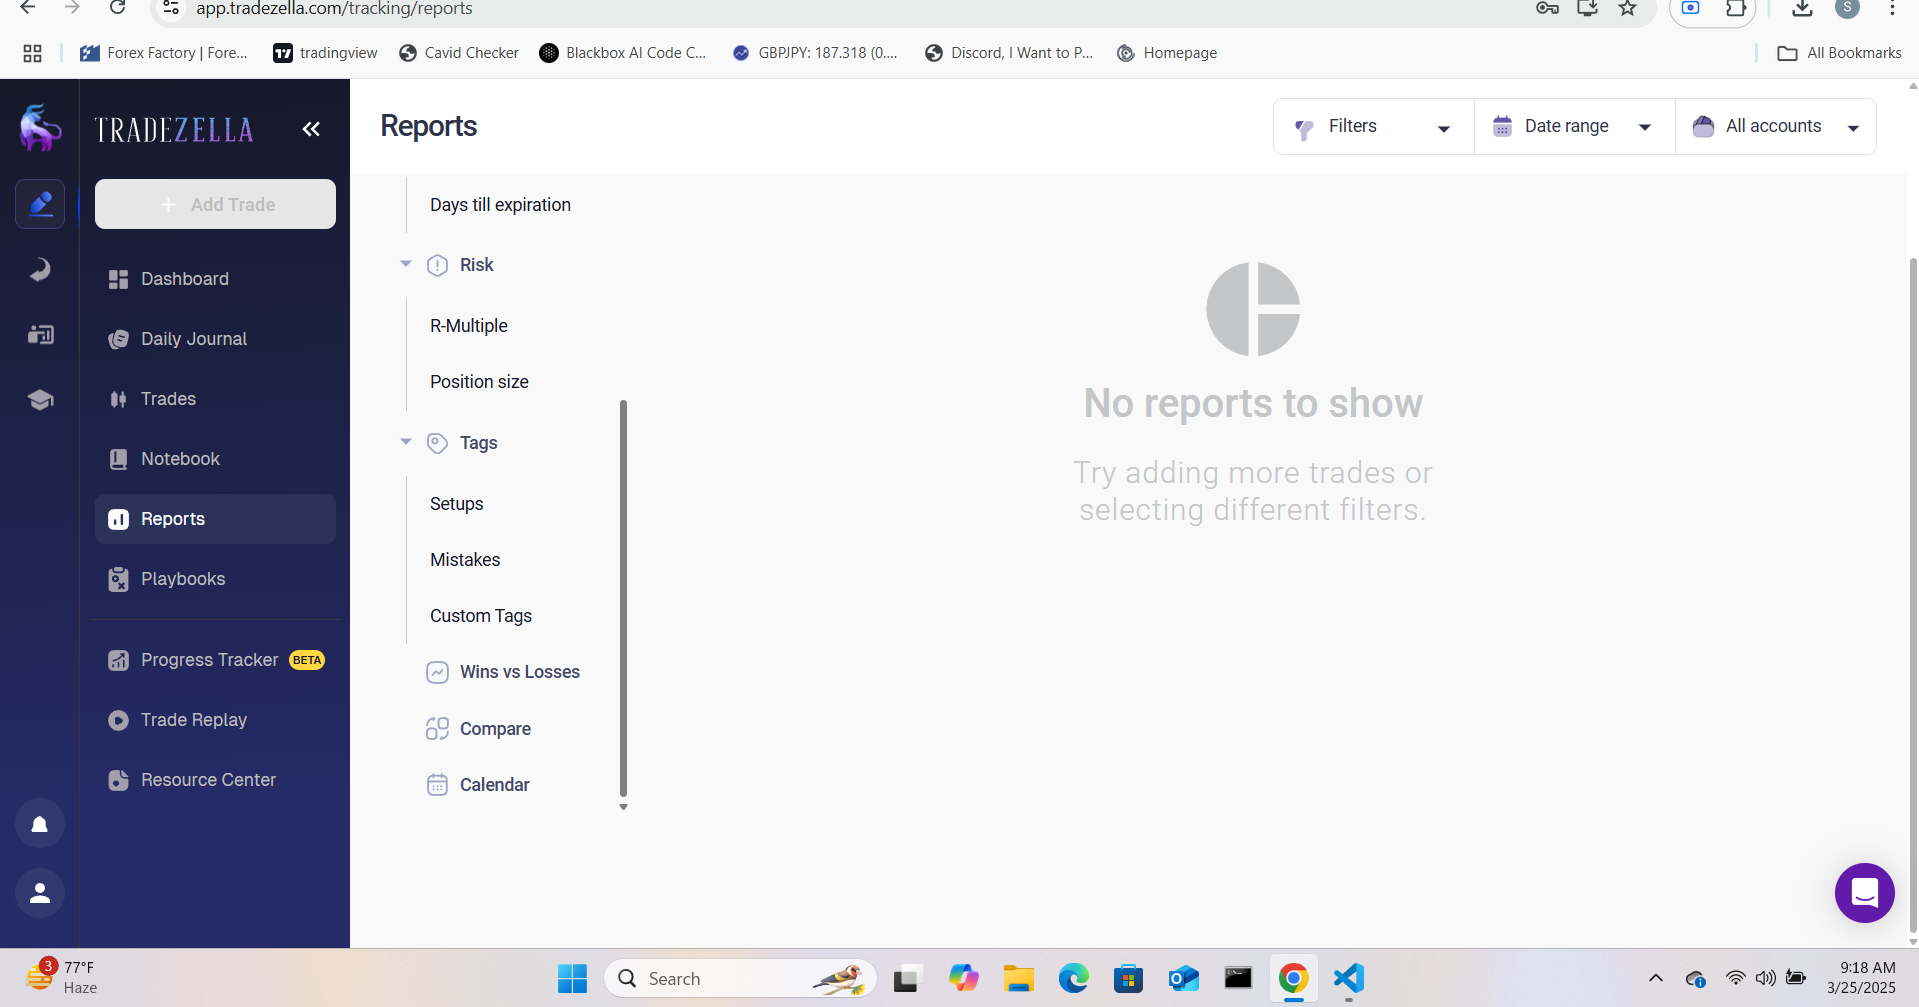 app.tradezella.com/tracking/reports
S
Forex Factory | Fore...
tradingview
Cavid Checker
Blackbox AI Code C...
GBPJPY: 187.318 (0....
Discord, I Want to P...
Homepage
All Bookmarks
TRADEZELLA
Add Trade
Dashboard
Daily Journal
Trades
Notebook
Reports
Playbooks
Progress Tracker BETA
Trade Replay
Resource Center
Reports
Filters
Date range
All accounts
Days till expiration
Risk
R-Multiple
Position size
Tags
Setups
Mistakes
Custom Tags
Wins vs Losses
Compare
Calendar
No reports to show
Try adding more trades or
selecting different filters.
3
77°F
Haze
Search
9:18 AM
3/25/2025